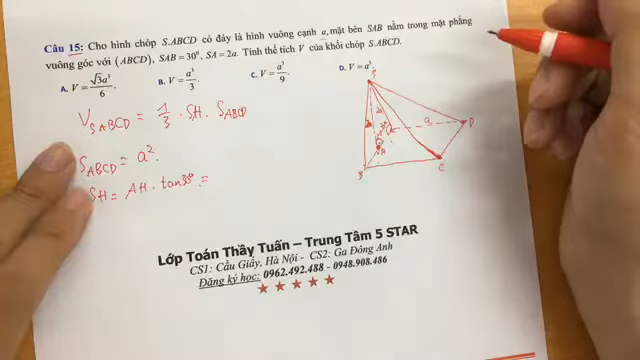 Câu 15: Cho hình chóp S.ABCD có đáy là hình vuông cạnh a, mặt bên SAB nằm trong mặt phẳng
vuông góc với (ABCD), SAB = 30⁰, SA = 2a. Tính thể tích V của khối chóp S.ABCD.
A. V = √3a³/6. B. V = a³/3. C. V = a³/9. D. V = a³.
V SABCD = 1/3 · SH · S ABCD
S ABCD = a².
SH = AH · tan30° =
S
2a
30°
a
D
H
B
C
Lớp Toán Thầy Tuấn – Trung Tâm 5 STAR
CS1: Cầu Giấy, Hà Nội - CS2: Ga Đông Anh
Đăng ký học: 0962.492.488 - 0948.908.486